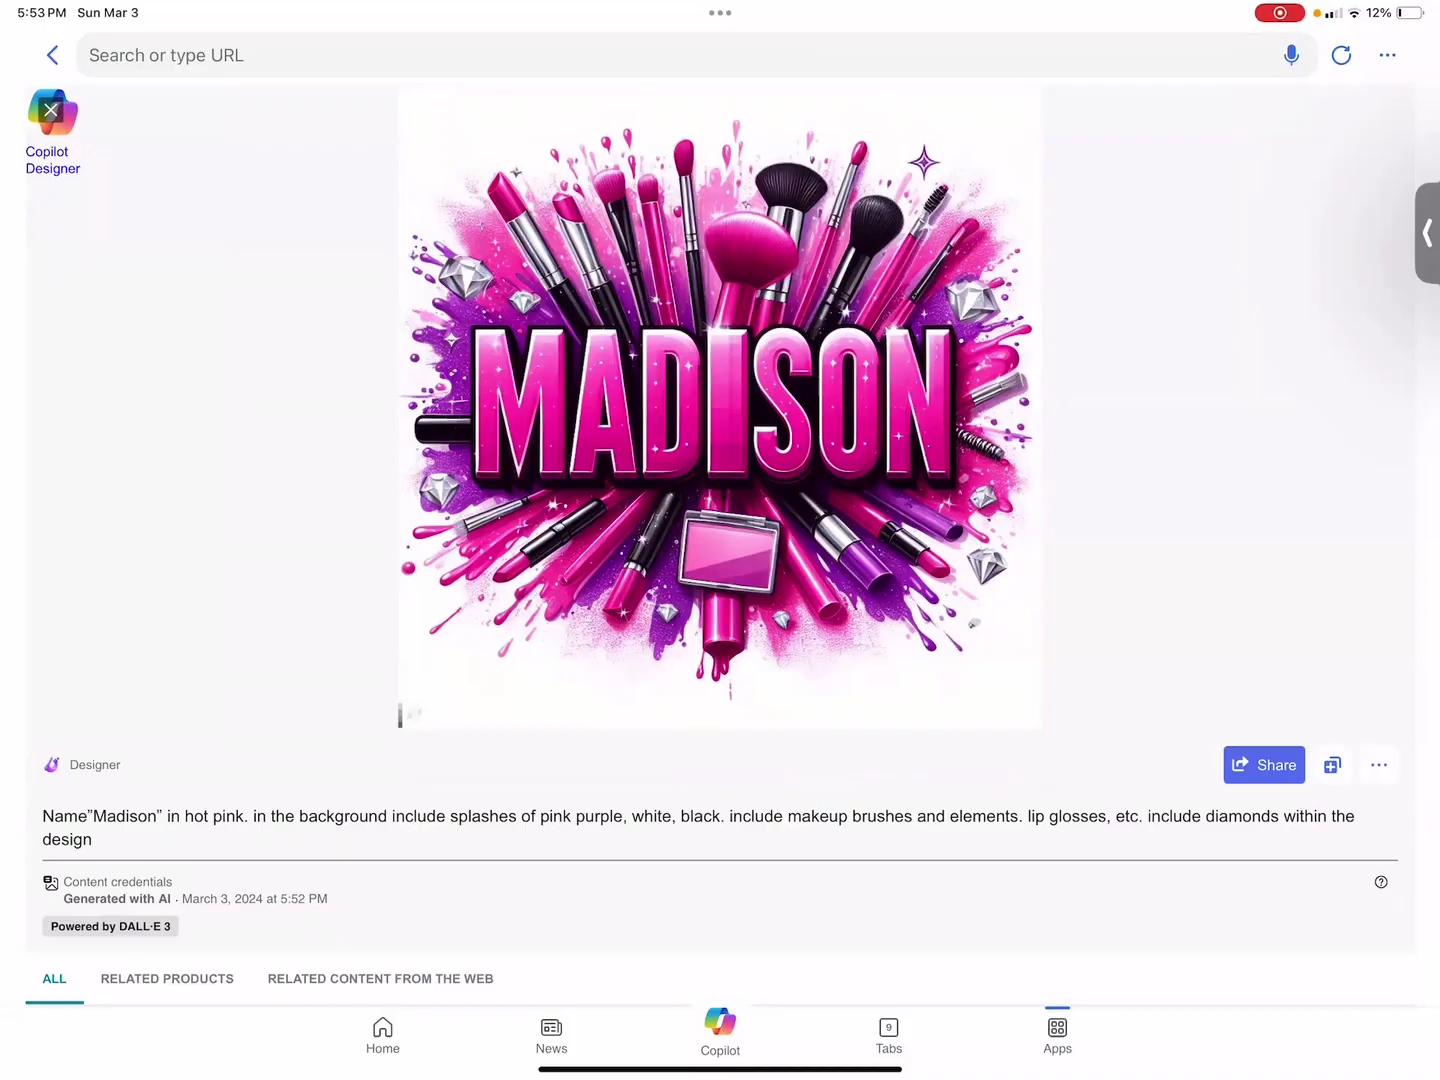 5:53 PM Sun Mar 3
12%
Search or type URL
Copilot
Designer
MADISON
Designer
Share
Name”Madison” in hot pink. in the background include splashes of pink purple, white, black. include makeup brushes and elements. lip glosses, etc. include diamonds within the
design
Content credentials
Generated with AI · March 3, 2024 at 5:52 PM
Powered by DALL·E 3
ALL RELATED PRODUCTS RELATED CONTENT FROM THE WEB
9
Home News Copilot Tabs Apps